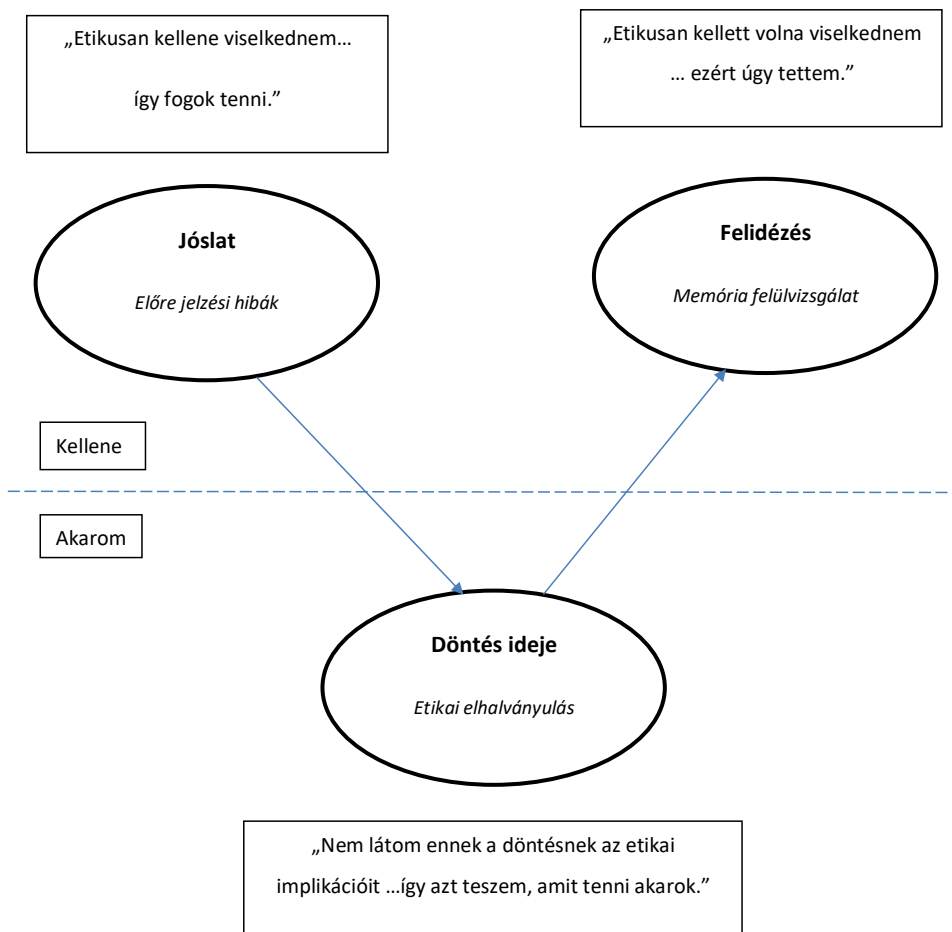 „Etikusan kellene viselkednem…
így fogok tenni.”
„Etikusan kellett volna viselkednem
… ezért úgy tettem.”
Jóslat
Előre jelzési hibák
Felidézés
Memória felülvizsgálat
Kellene
Akarom
Döntés ideje
Etikai elhalványulás
„Nem látom ennek a döntésnek az etikai
implikációit …így azt teszem, amit tenni akarok.”